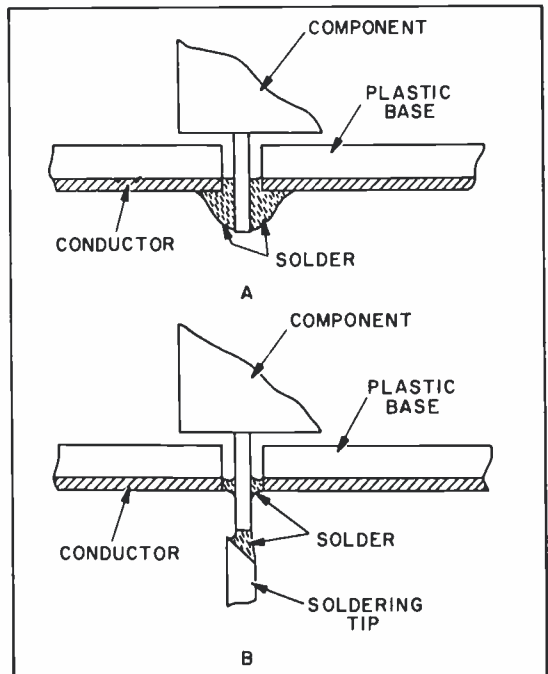 COMPONENT
PLASTIC
BASE
CONDUCTOR
SOLDER
A
COMPONENT
PLASTIC
BASE
CONDUCTOR
SOLDER
SOLDERING
TIP
B